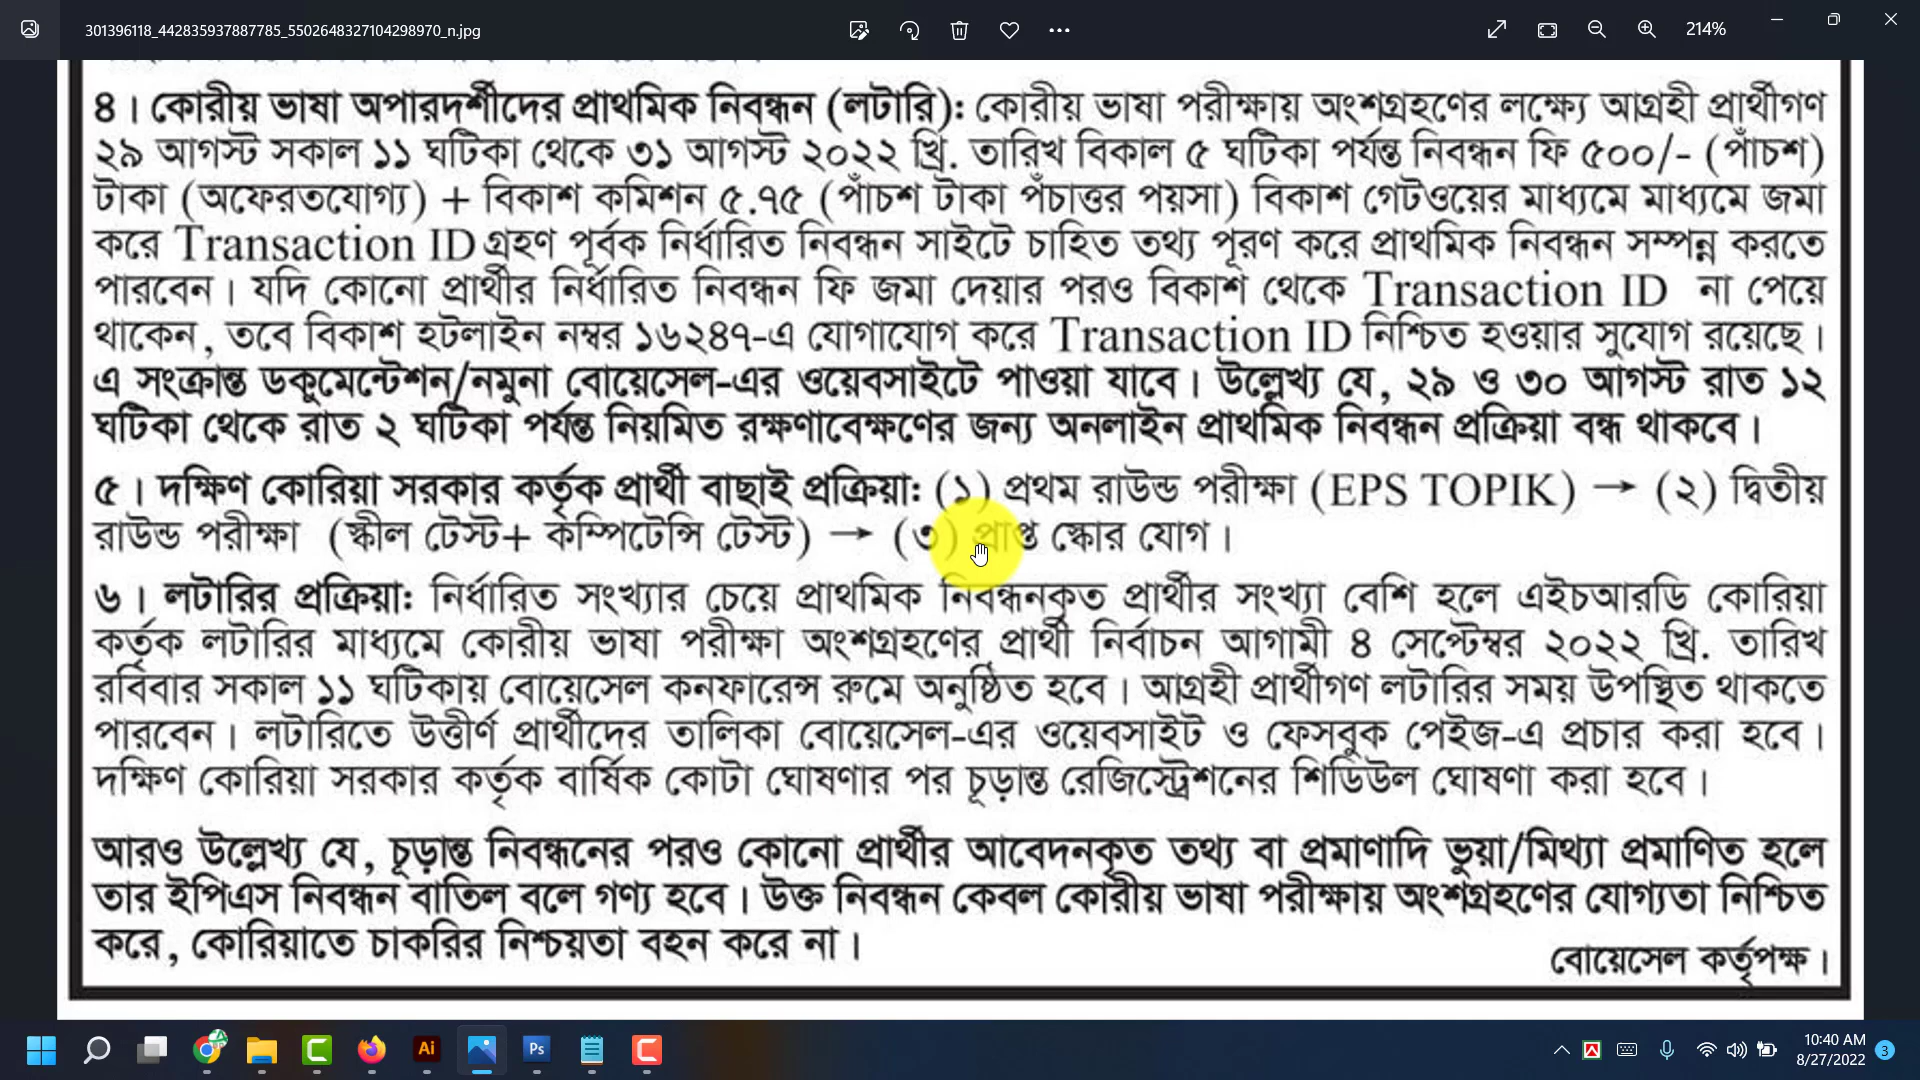 301396118_442835937887785_5502648327104298970_n.jpg
214%
৪। কোরীয় ভাষা অপারদর্শীদের প্রাথমিক নিবন্ধন (লটারি): কোরীয় ভাষা পরীক্ষায় অংশগ্রহণের লক্ষ্যে আগ্রহী প্রার্থীগণ
২৯ আগস্ট সকাল ১১ ঘটিকা থেকে ৩১ আগস্ট ২০২২ খ্রি. তারিখ বিকাল ৫ ঘটিকা পর্যন্ত নিবন্ধন ফি ৫০০/- (পাঁচশ)
টাকা (অফেরতযোগ্য) + বিকাশ কমিশন ৫.৭৫ (পাঁচশ টাকা পঁচাত্তর পয়সা) বিকাশ গেটওয়ের মাধ্যমে মাধ্যমে জমা
করে Transaction ID গ্রহণ পূর্বক নির্ধারিত নিবন্ধন সাইটে চাহিত তথ্য পূরণ করে প্রাথমিক নিবন্ধন সম্পন্ন করতে
পারবেন। যদি কোনো প্রার্থীর নির্ধারিত নিবন্ধন ফি জমা দেয়ার পরও বিকাশ থেকে Transaction ID না পেয়ে
থাকেন, তবে বিকাশ হটলাইন নম্বর ১৬২৪৭-এ যোগাযোগ করে Transaction ID নিশ্চিত হওয়ার সুযোগ রয়েছে।
এ সংক্রান্ত ডকুমেন্টেশন/নমুনা বোয়েসেল-এর ওয়েবসাইটে পাওয়া যাবে। উল্লেখ্য যে, ২৯ ও ৩০ আগস্ট রাত ১২
ঘটিকা থেকে রাত ২ ঘটিকা পর্যন্ত নিয়মিত রক্ষণাবেক্ষণের জন্য অনলাইন প্রাথমিক নিবন্ধন প্রক্রিয়া বন্ধ থাকবে।
৫। দক্ষিণ কোরিয়া সরকার কর্তৃক প্রার্থী বাছাই প্রক্রিয়া: (১) প্রথম রাউন্ড পরীক্ষা (EPS TOPIK) → (২) দ্বিতীয়
রাউন্ড পরীক্ষা (স্কীল টেস্ট+ কম্পিটেন্সি টেস্ট) → (৩) প্রাপ্ত স্কোর যোগ।
৬। লটারির প্রক্রিয়া: নির্ধারিত সংখ্যার চেয়ে প্রাথমিক নিবন্ধনকৃত প্রার্থীর সংখ্যা বেশি হলে এইচআরডি কোরিয়া
কর্তৃক লটারির মাধ্যমে কোরীয় ভাষা পরীক্ষা অংশগ্রহণের প্রার্থী নির্বাচন আগামী ৪ সেপ্টেম্বর ২০২২ খ্রি. তারিখ
রবিবার সকাল ১১ ঘটিকায় বোয়েসেল কনফারেন্স রুমে অনুষ্ঠিত হবে। আগ্রহী প্রার্থীগণ লটারির সময় উপস্থিত থাকতে
পারবেন। লটারিতে উত্তীর্ণ প্রার্থীদের তালিকা বোয়েসেল-এর ওয়েবসাইট ও ফেসবুক পেইজ-এ প্রচার করা হবে।
দক্ষিণ কোরিয়া সরকার কর্তৃক বার্ষিক কোটা ঘোষণার পর চূড়ান্ত রেজিস্ট্রেশনের শিডিউল ঘোষণা করা হবে।
আরও উল্লেখ্য যে, চূড়ান্ত নিবন্ধনের পরও কোনো প্রার্থীর আবেদনকৃত তথ্য বা প্রমাণাদি ভুয়া/মিথ্যা প্রমাণিত হলে
তার ইপিএস নিবন্ধন বাতিল বলে গণ্য হবে। উক্ত নিবন্ধন কেবল কোরীয় ভাষা পরীক্ষায় অংশগ্রহণের যোগ্যতা নিশ্চিত
করে, কোরিয়াতে চাকরির নিশ্চয়তা বহন করে না।
বোয়েসেল কর্তৃপক্ষ।
Ai
Ps
10:40 AM
8/27/2022
3